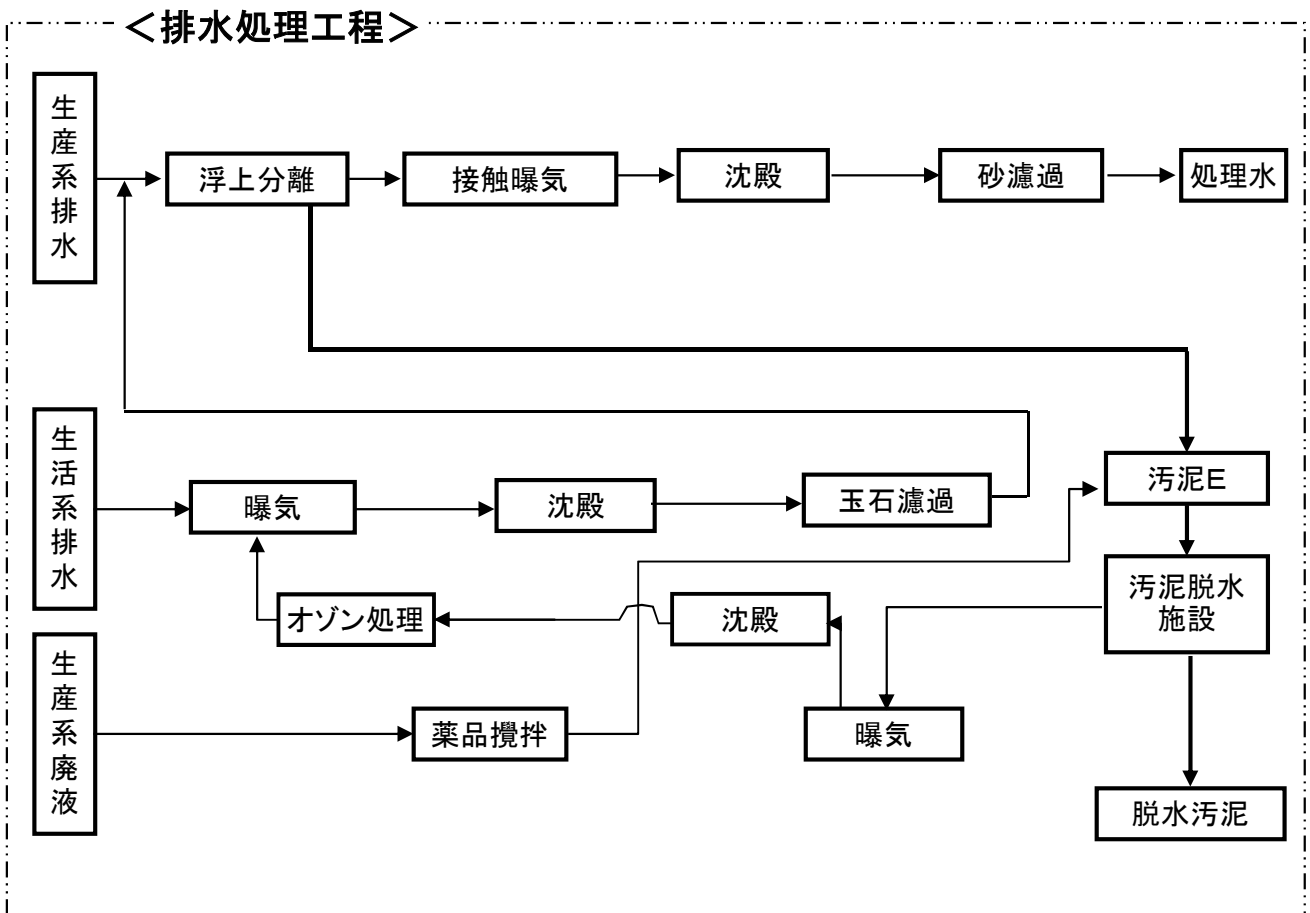 ＜排水処理工程＞
生産系排水
浮上分離
接触曝気
沈殿
砂濾過
処理水
生活系排水
曝気
沈殿
玉石濾過
汚泥E
汚泥脱水
施設
オゾン処理
沈殿
生産系廃液
薬品攪拌
曝気
脱水汚泥